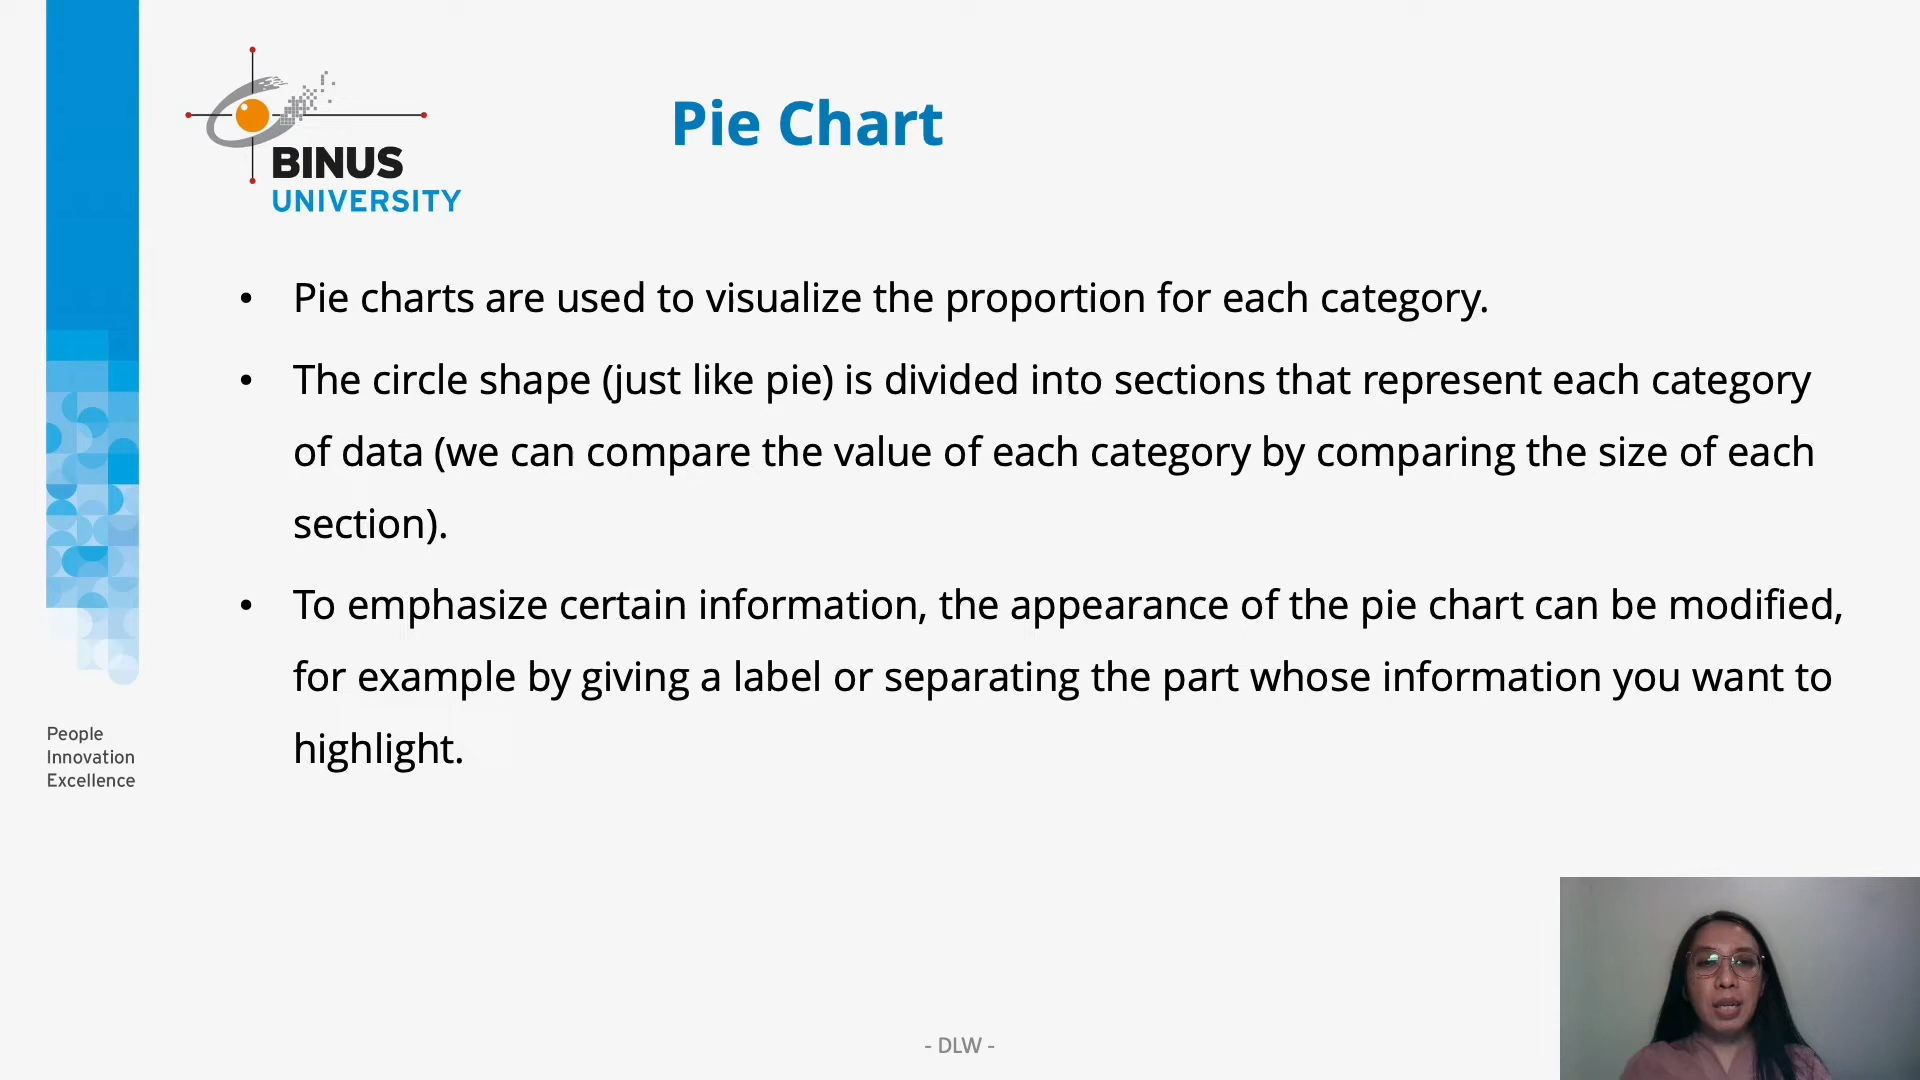 BINUS
UNIVERSITY
Pie Chart
• Pie charts are used to visualize the proportion for each category.
• The circle shape (just like pie) is divided into sections that represent each category
of data (we can compare the value of each category by comparing the size of each
section).
• To emphasize certain information, the appearance of the pie chart can be modified,
for example by giving a label or separating the part whose information you want to
highlight.
People
Innovation
Excellence
- DLW -